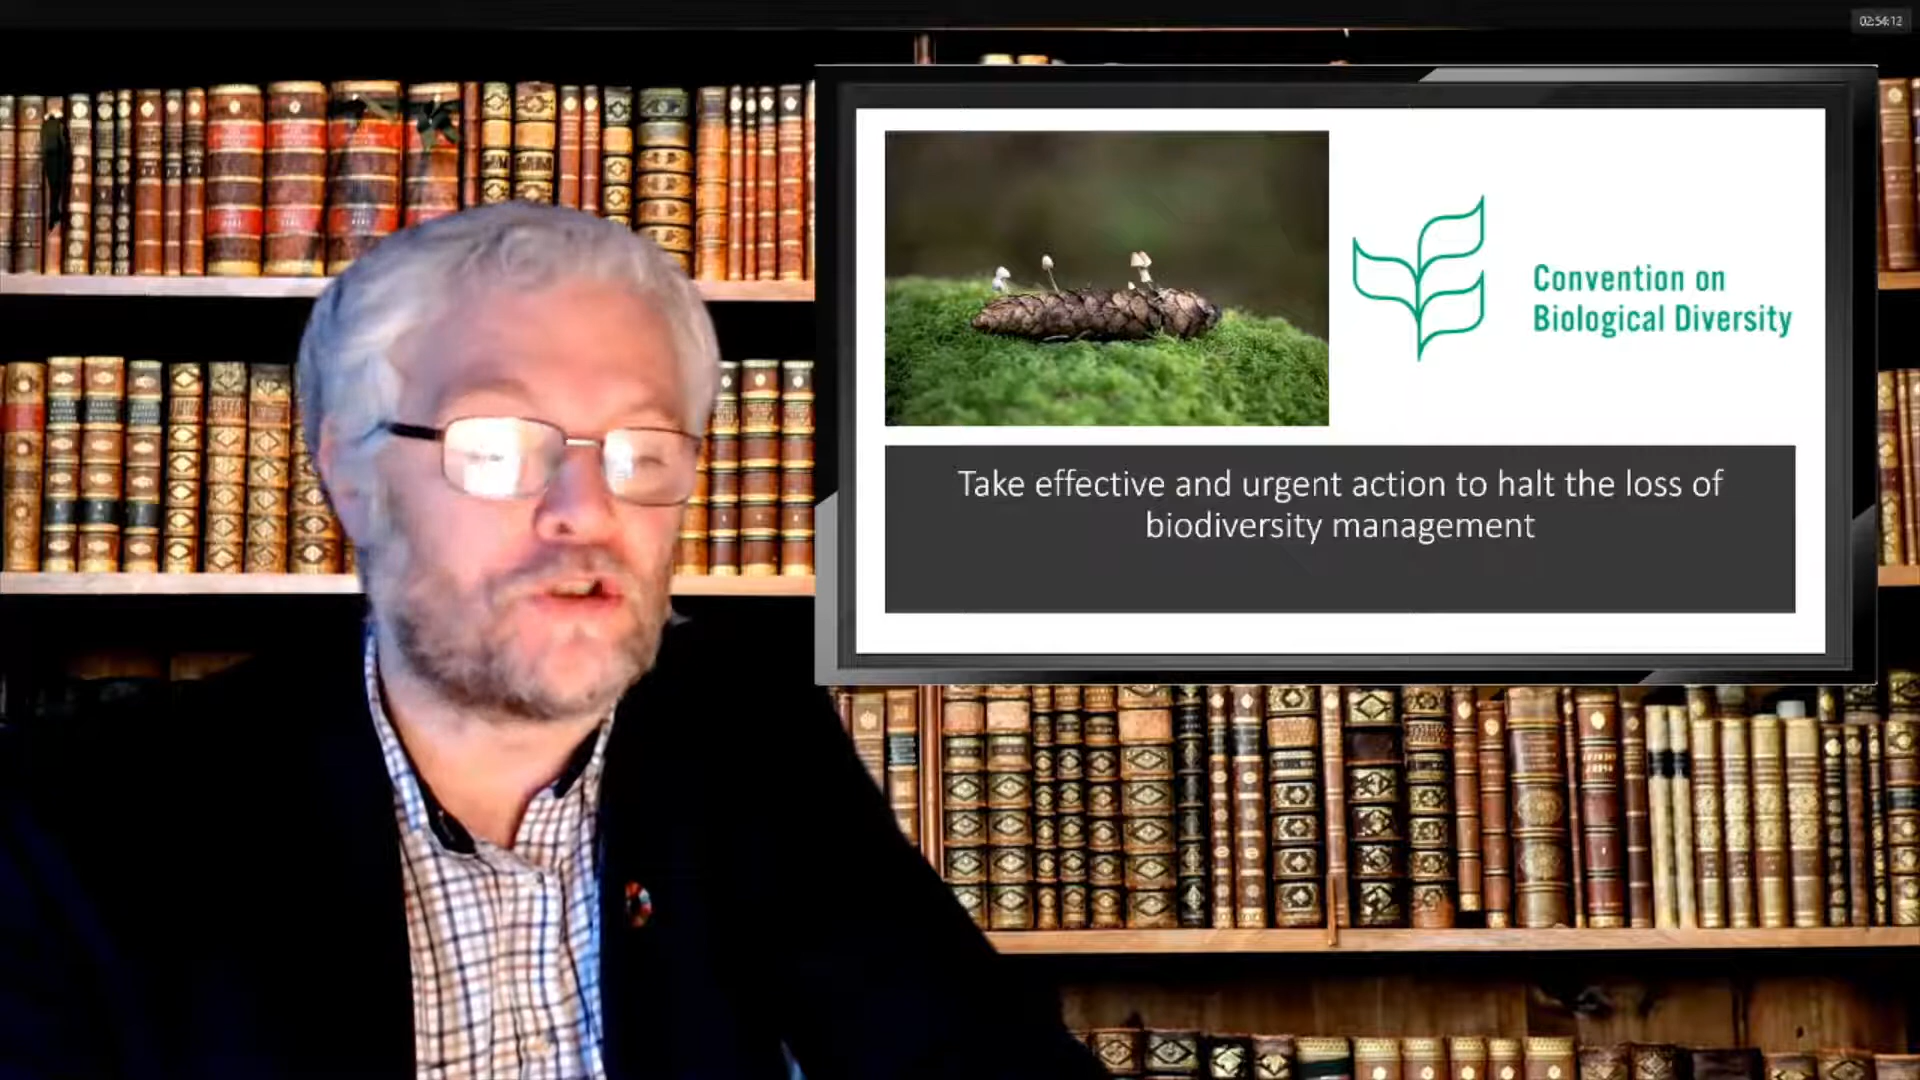 02:54:12
Convention on
Biological Diversity
Take effective and urgent action to halt the loss of
biodiversity management